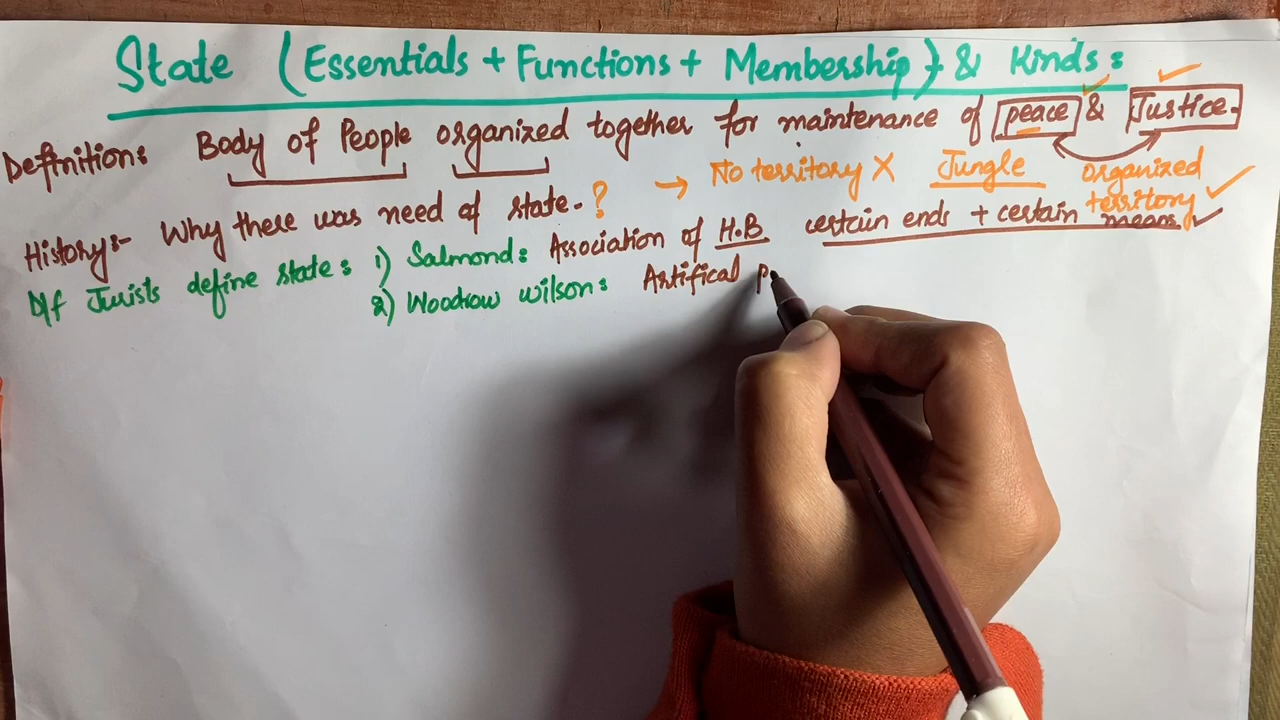 State (Essentials + Functions + Membership) & Kinds:
Definition: Body of People organized together for maintenance of peace & Justice.
→ No territory X Jungle organized territory
History:- Why there was need of state. ?
Dff Jurists define state: 1) Salmond: Association of H.B certain ends + certain means
2) Woodrow wilson: Artifical p